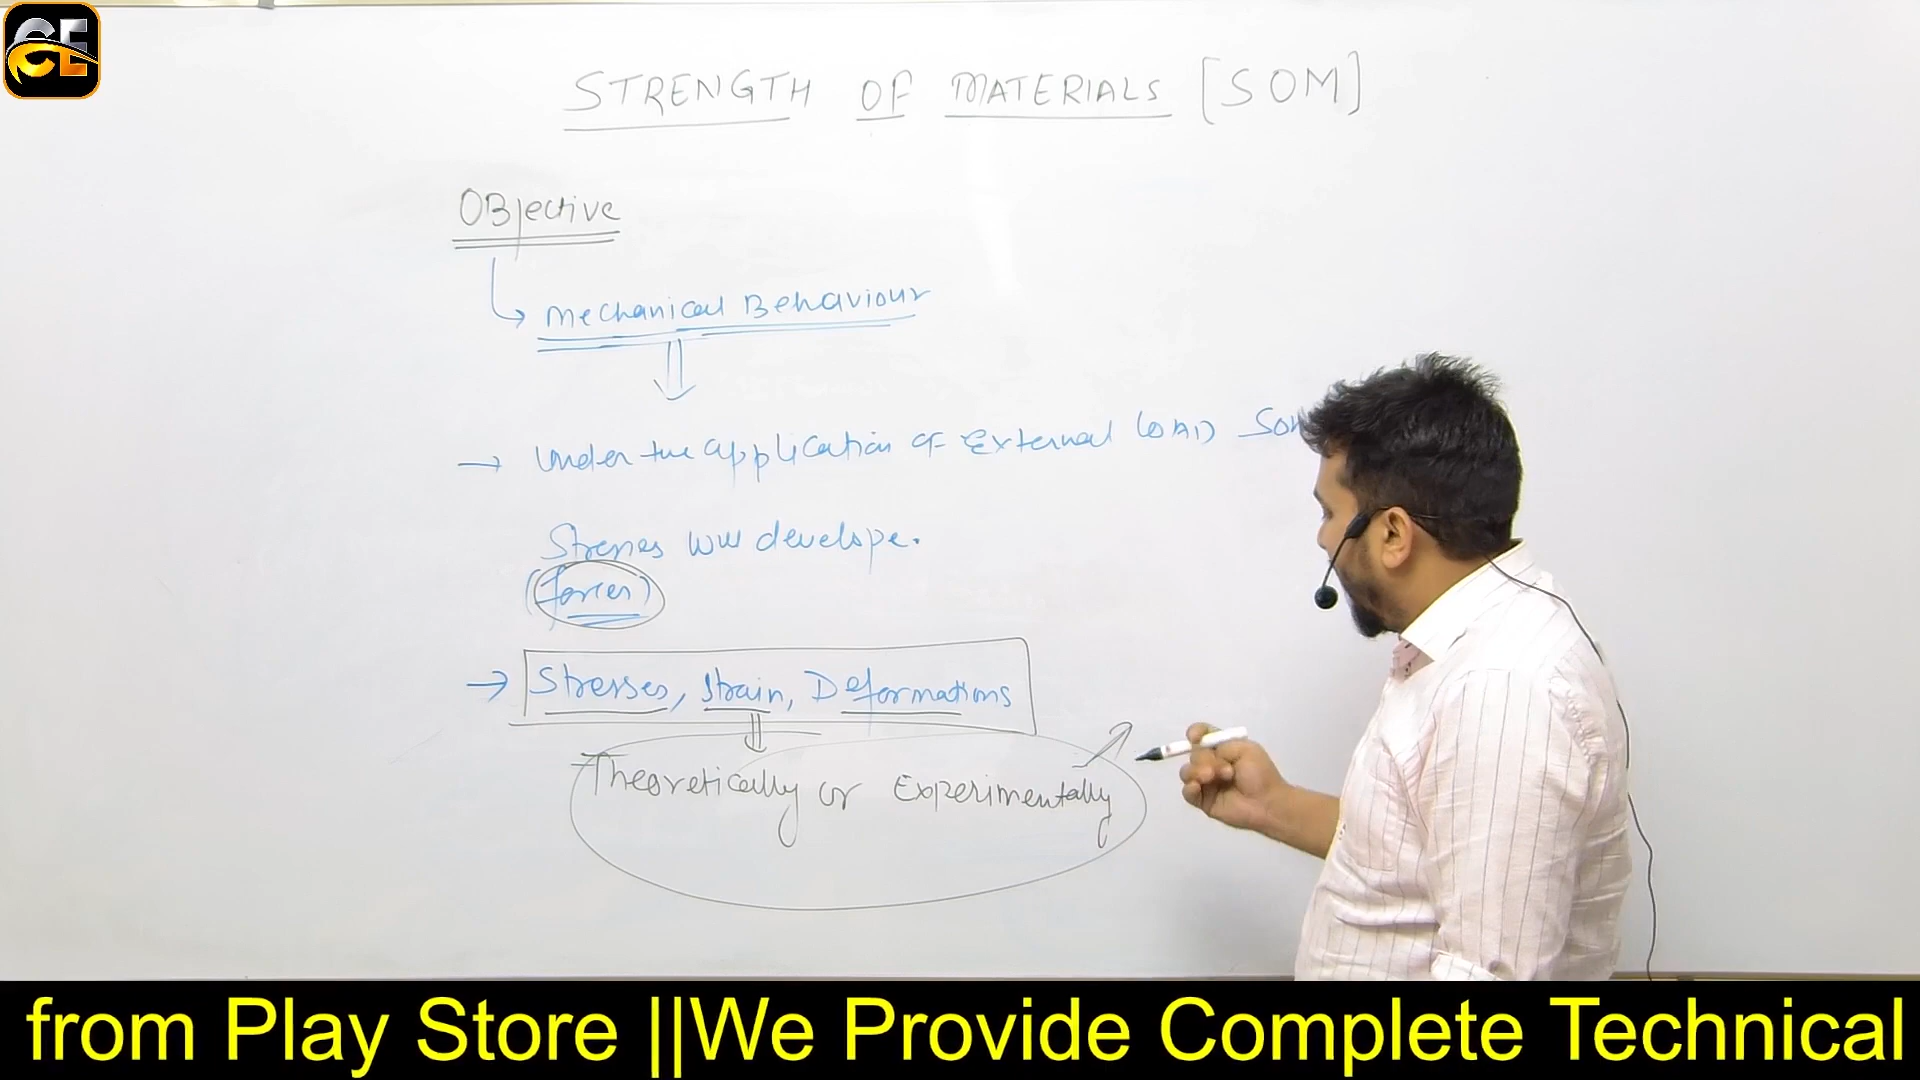 CE
STRENGTH OF MATERIALS [SOM]
OBjective
Mechanical Behaviour
→ Under the application of External LOAD
Stresses will develope.
(forces)
→ Stresses, strain, Deformations
Theoretically or Experimentally
from Play Store ||We Provide Complete Technical